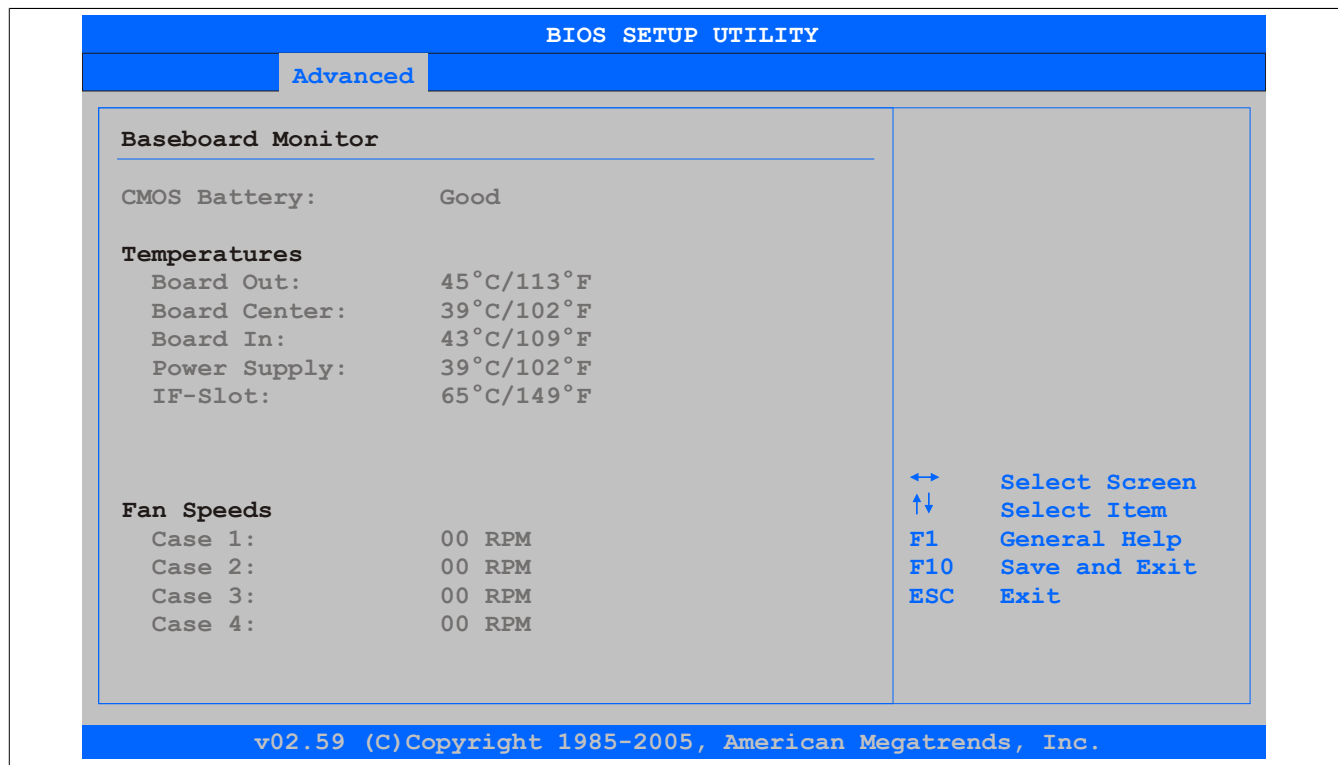 BIOS SETUP UTILITY
Advanced
Baseboard Monitor
CMOS Battery: Good
Temperatures
Board Out: 45°C/113°F
Board Center: 39°C/102°F
Board In: 43°C/109°F
Power Supply: 39°C/102°F
IF-Slot: 65°C/149°F
Fan Speeds
Case 1: 00 RPM
Case 2: 00 RPM
Case 3: 00 RPM
Case 4: 00 RPM
↔ Select Screen
↑↓ Select Item
F1 General Help
F10 Save and Exit
ESC Exit
v02.59 (C)Copyright 1985-2005, American Megatrends, Inc.